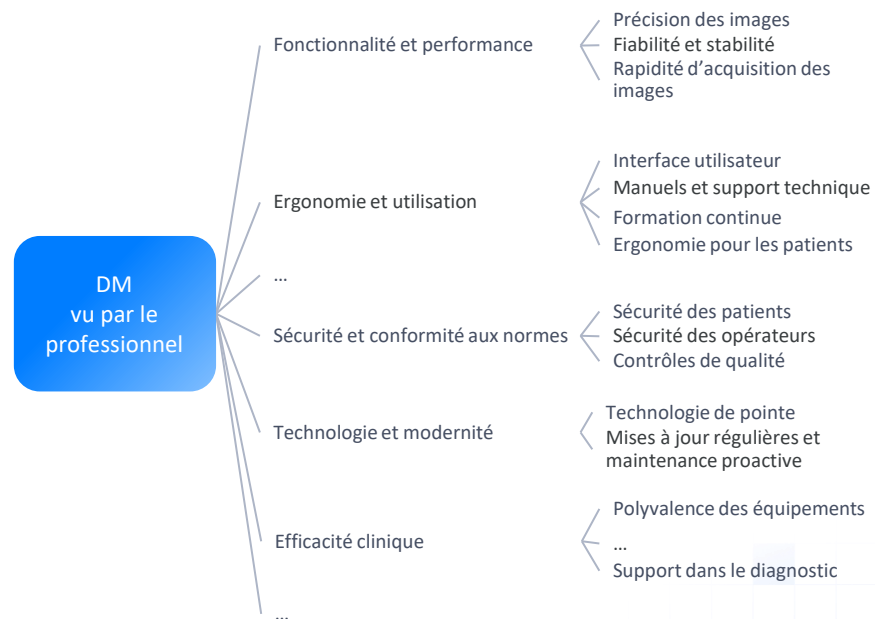 DM
vu par le
professionnel
Fonctionnalité et performance
Précision des images
Fiabilité et stabilité
Rapidité d'acquisition des
images
Ergonomie et utilisation
Interface utilisateur
Manuels et support technique
Formation continue
Ergonomie pour les patients
...
Sécurité et conformité aux normes
Sécurité des patients
Sécurité des opérateurs
Contrôles de qualité
Technologie et modernité
Technologie de pointe
Mises à jour régulières et
maintenance proactive
Efficacité clinique
Polyvalence des équipements
...
Support dans le diagnostic
...